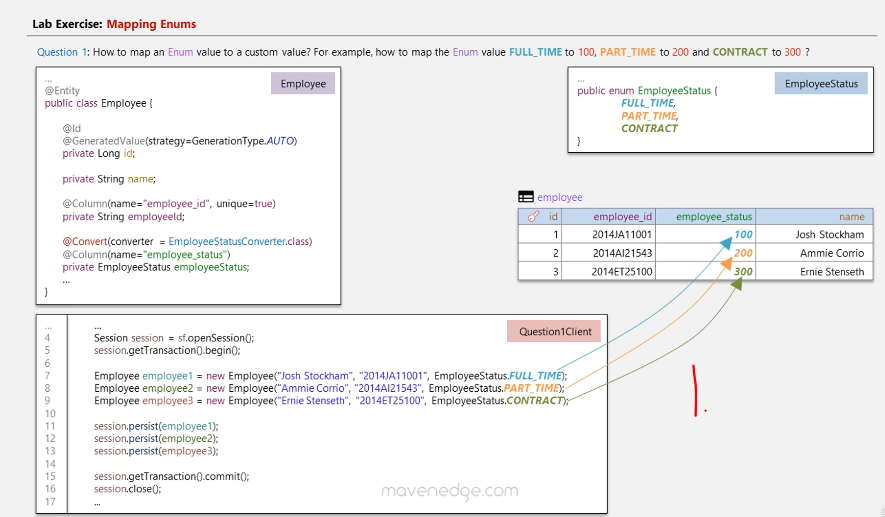 Lab Exercise: Mapping Enums
Question 1: How to map an Enum value to a custom value? For example, how to map the Enum value FULL_TIME to 100, PART_TIME to 200 and CONTRACT to 300 ?
Employee
...
@Entity
public class Employee {
@Id
@GeneratedValue(strategy=GenerationType.AUTO)
private Long id;
private String name;
@Column(name="employee_id", unique=true)
private String employeeId;
@Convert(converter = EmployeeStatusConverter.class)
@Column(name="employee_status")
private EmployeeStatus employeeStatus;
...
}
EmployeeStatus
...
public enum EmployeeStatus {
FULL_TIME,
PART_TIME,
CONTRACT
}
employee
id employee_id employee_status name
1 2014JA11001 100 Josh Stockham
2 2014AI21543 200 Ammie Corrio
3 2014ET25100 300 Ernie Stenseth
Question1Client
... ...
4 Session session = sf.openSession();
5 session.getTransaction().begin();
6
7 Employee employee1 = new Employee("Josh Stockham", "2014JA11001", EmployeeStatus.FULL_TIME);
8 Employee employee2 = new Employee("Ammie Corrio", "2014AI21543", EmployeeStatus.PART_TIME);
9 Employee employee3 = new Employee("Ernie Stenseth", "2014ET25100", EmployeeStatus.CONTRACT);
10
11 session.persist(employee1);
12 session.persist(employee2);
13 session.persist(employee3);
14
15 session.getTransaction().commit();
16 session.close();
17 ...
mavenedge.com
1.